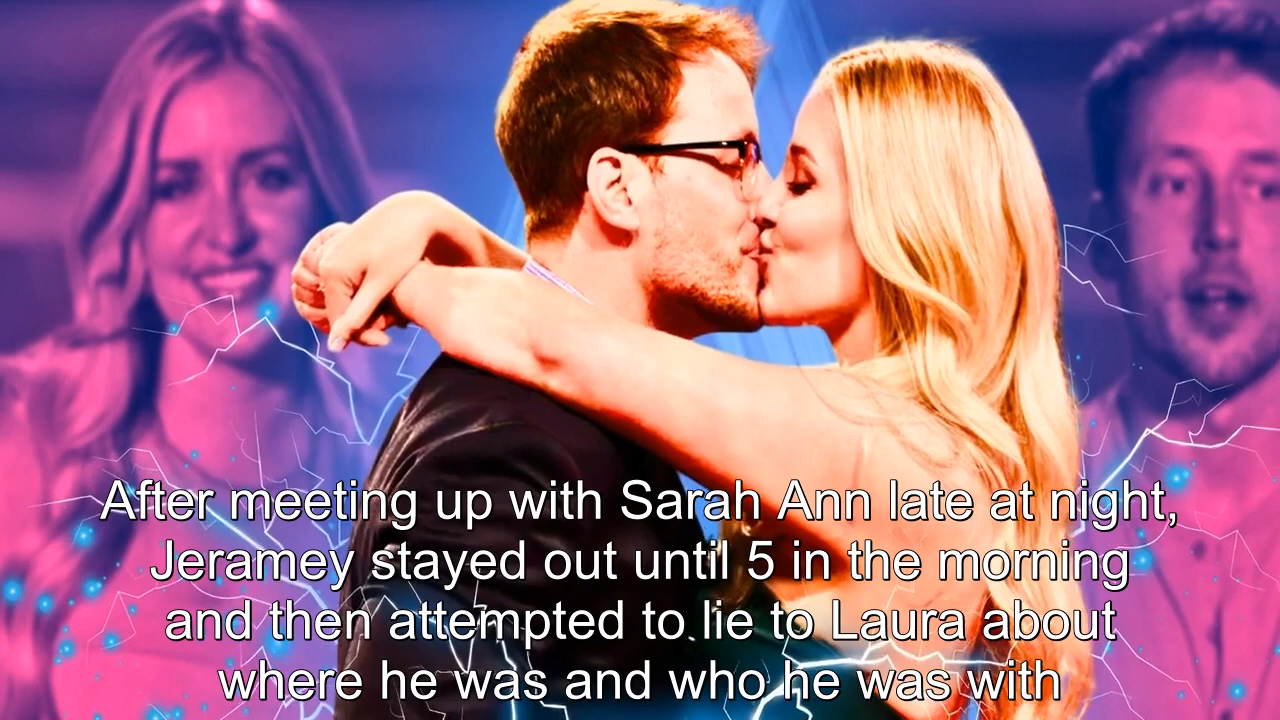 After meeting up with Sarah Ann late at night,
Jeramey stayed out until 5 in the morning
and then attempted to lie to Laura about
where he was and who he was with